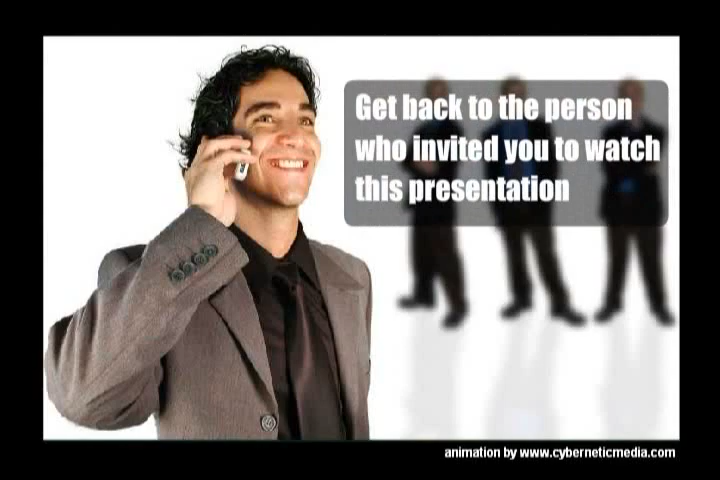 Get back to the person
who invited you to watch
this presentation
animation by www.cyberneticmedia.com